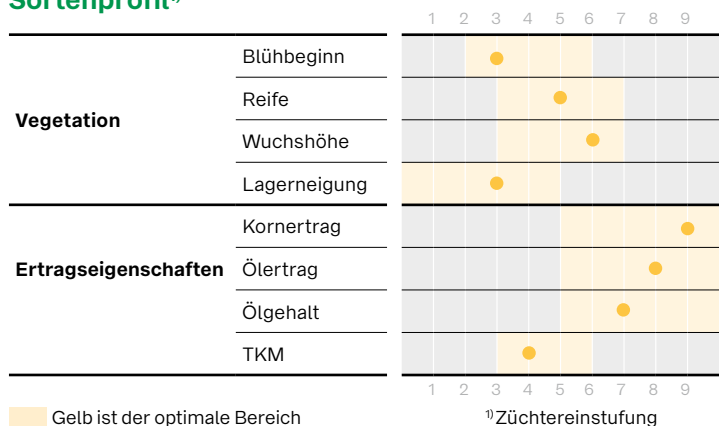 Sortenprofil¹⁾
1 2 3 4 5 6 7 8 9
Vegetation
Blühbeginn
Reife
Wuchshöhe
Lagerneigung
Ertragseigenschaften
Kornertrag
Ölertrag
Ölgehalt
TKM
1 2 3 4 5 6 7 8 9
Gelb ist der optimale Bereich
¹⁾Züchtereinstufung